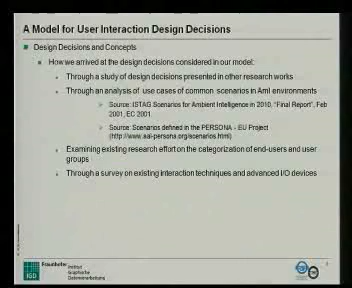 A Model for User Interaction Design Decisions
Design Decisions and Concepts
How we arrived at the design decisions considered in our model:
Through a study of design decisions presented in other research works
Through an analysis of use cases of common scenarios in AmI environments
Source: ISTAG Scenarios for Ambient Intelligence in 2010, "Final Report", Feb
2001, EC 2001
Source: Scenarios defined in the PERSONA - EU Project
(http://www.aal-persona.org/scenarios.html)
Examining existing research effort on the categorization of end-users and user
groups
Through a survey on existing interaction techniques and advanced I/O devices
IGD
Fraunhofer Institut
Graphische
Datenverarbeitung